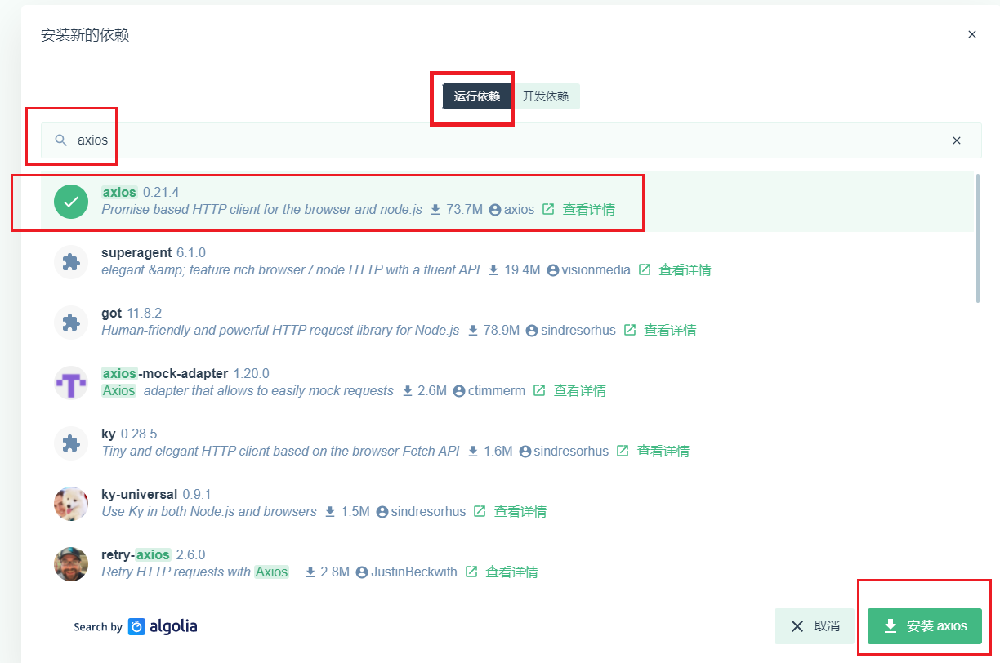 安装新的依赖
运行依赖 开发依赖
axios
axios 0.21.4
Promise based HTTP client for the browser and node.js 73.7M axios 查看详情
superagent 6.1.0
elegant &amp; feature rich browser / node HTTP with a fluent API 19.4M visionmedia 查看详情
got 11.8.2
Human-friendly and powerful HTTP request library for Node.js 78.9M sindresorhus 查看详情
axios-mock-adapter 1.20.0
Axios adapter that allows to easily mock requests 2.6M ctimmerm 查看详情
ky 0.28.5
Tiny and elegant HTTP client based on the browser Fetch API 1.6M sindresorhus 查看详情
ky-universal 0.9.1
Use Ky in both Node.js and browsers 1.5M sindresorhus 查看详情
retry-axios 2.6.0
Retry HTTP requests with Axios . 2.8M JustinBeckwith 查看详情
Search by algolia
取消
安装 axios